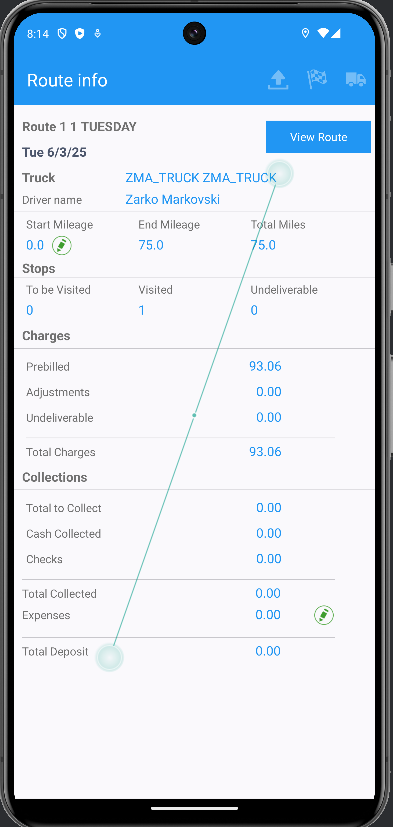 8:14
Route info
Route 1 1 TUESDAY
View Route
Tue 6/3/25
Truck ZMA_TRUCK ZMA_TRUCK
Driver name Zarko Markovski
Start Mileage End Mileage Total Miles
0.0 75.0 75.0
Stops
To be Visited Visited Undeliverable
0 1 0
Charges
Prebilled 93.06
Adjustments 0.00
Undeliverable 0.00
Total Charges 93.06
Collections
Total to Collect 0.00
Cash Collected 0.00
Checks 0.00
Total Collected 0.00
Expenses 0.00
Total Deposit 0.00